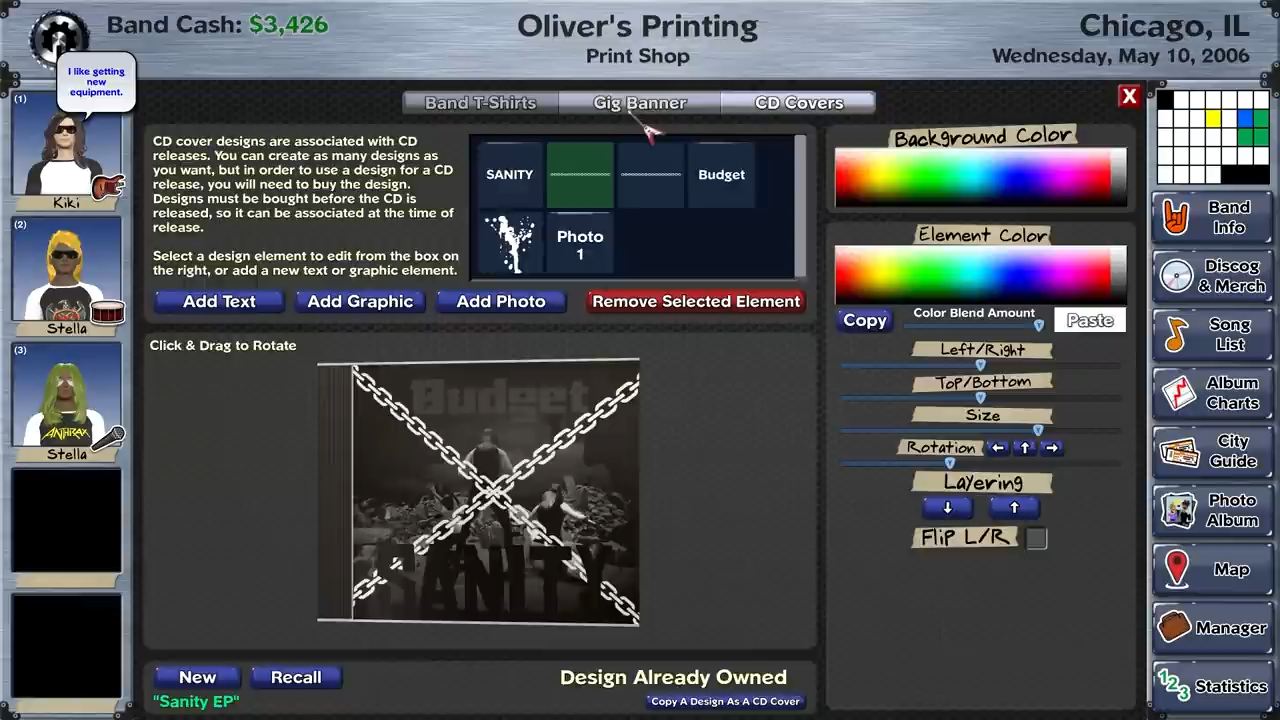 Band Cash: $3,426
Oliver's Printing
Print Shop
Chicago, IL
Wednesday, May 10, 2006
I like getting
new
equipment.
(1)
Kiki
(2)
Stella
(3)
ANTHRAX
Stella
Band T-Shirts
Gig Banner
CD Covers
X
CD cover designs are associated with CD
releases. You can create as many designs as
you want, but in order to use a design for a CD
release, you will need to buy the design.
Designs must be bought before the CD is
released, so it can be associated at the time of
release.
Select a design element to edit from the box on
the right, or add a new text or graphic element.
SANITY
Budget
Photo
1
Add Text
Add Graphic
Add Photo
Remove Selected Element
Click & Drag to Rotate
Budget
SANITY
New
Recall
"Sanity EP"
Design Already Owned
Copy A Design As A CD Cover
Background Color
Element Color
Copy
Color Blend Amount
Paste
Left/Right
Top/Bottom
Size
Rotation
Layering
Flip L/R
Band
Info
Discog
& Merch
Song
List
Album
Charts
City
Guide
Photo
Album
Map
Manager
123
Statistics